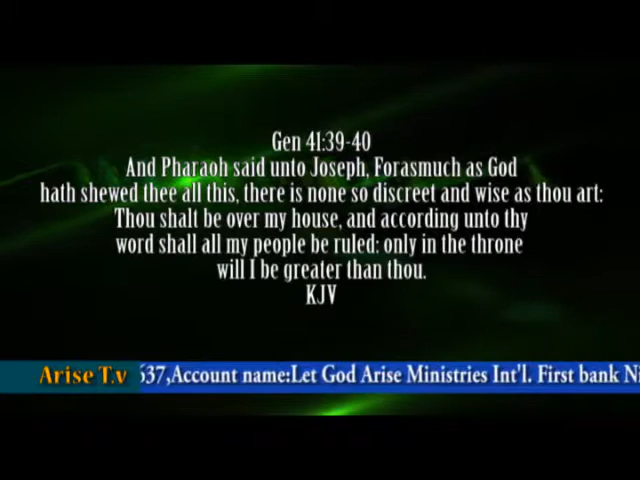 Gen 41:39-40
And Pharaoh said unto Joseph, Forasmuch as God
hath shewed thee all this, there is none so discreet and wise as thou art:
Thou shalt be over my house, and according unto thy
word shall all my people be ruled: only in the throne
will I be greater than thou.
KJV
Arise T.v 537,Account name:Let God Arise Ministries Int'l. First bank